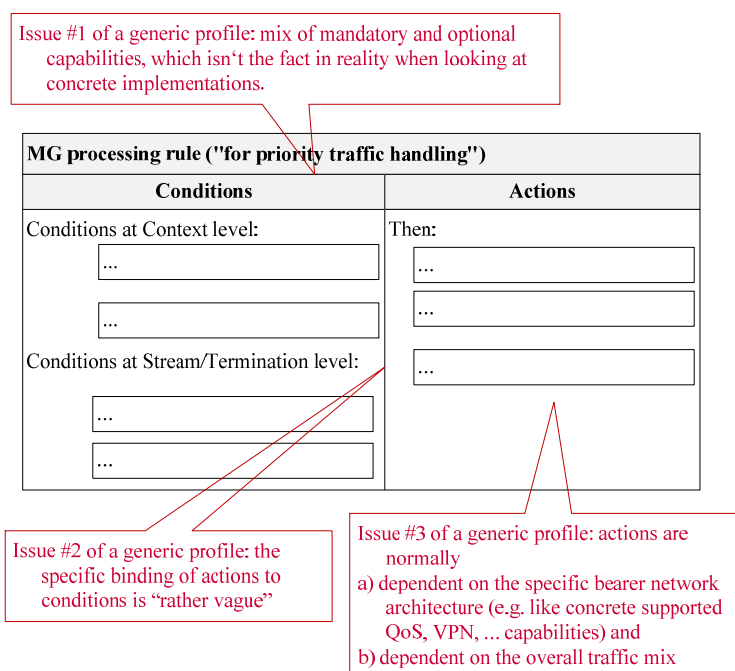 Issue #1 of a generic profile: mix of mandatory and optional
capabilities, which isn‘t the fact in reality when looking at
concrete implementations.
MG processing rule ("for priority traffic handling")
Conditions
Actions
Conditions at Context level:
...
...
Conditions at Stream/Termination level:
...
...
Then:
...
...
...
Issue #2 of a generic profile: the
specific binding of actions to
conditions is “rather vague”
Issue #3 of a generic profile: actions are
normally
a) dependent on the specific bearer network
architecture (e.g. like concrete supported
QoS, VPN, ... capabilities) and
b) dependent on the overall traffic mix